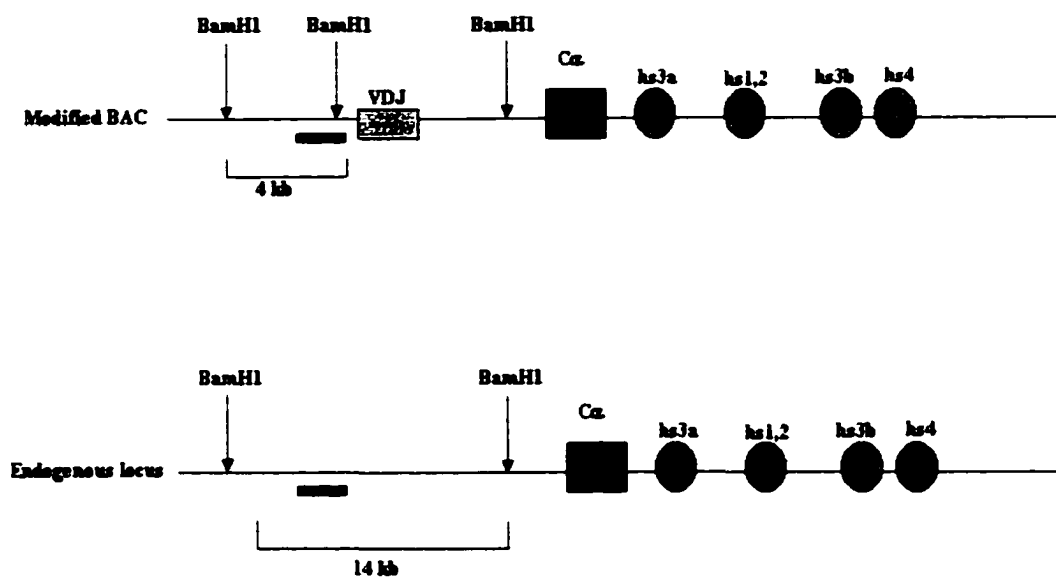 BamH1 BamH1 BamH1
Cα
hs3a hs1,2 hs3b hs4
VDJ
Modified BAC
4 kb
BamH1 BamH1
Cα
hs3a hs1,2 hs3b hs4
Endogenous locus
14 kb